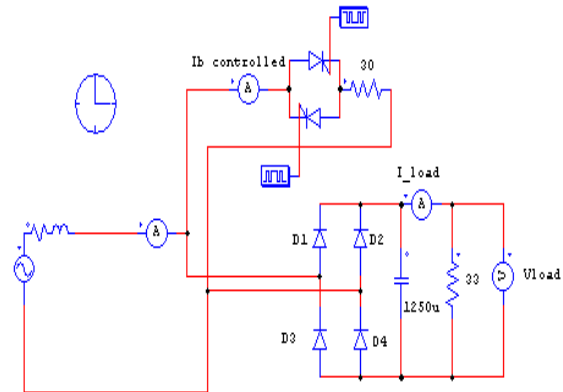 Ib controlled
A
30
I_load
A
A
D1
D2
33
V
Vload
1250u
D3
D4